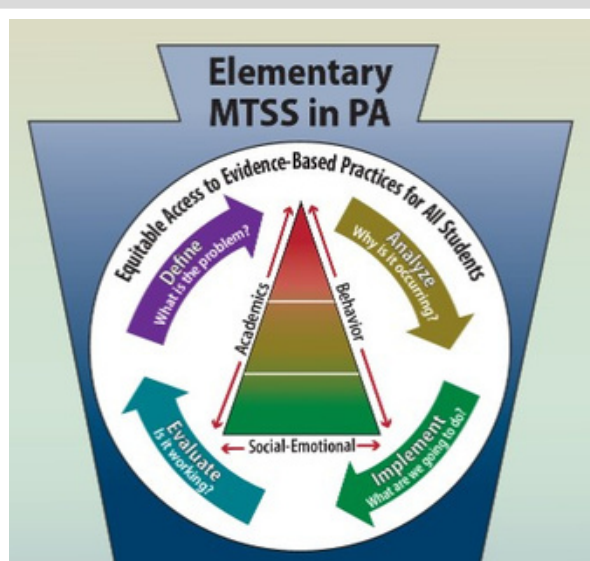 Elementary
MTSS in PA
Equitable Access to Evidence-Based Practices for All Students
Define
What is the problem?
Analyze
Why is it occurring?
Academics
Behavior
Social-Emotional
Evaluate
Is it working?
Implement
What are we going to do?